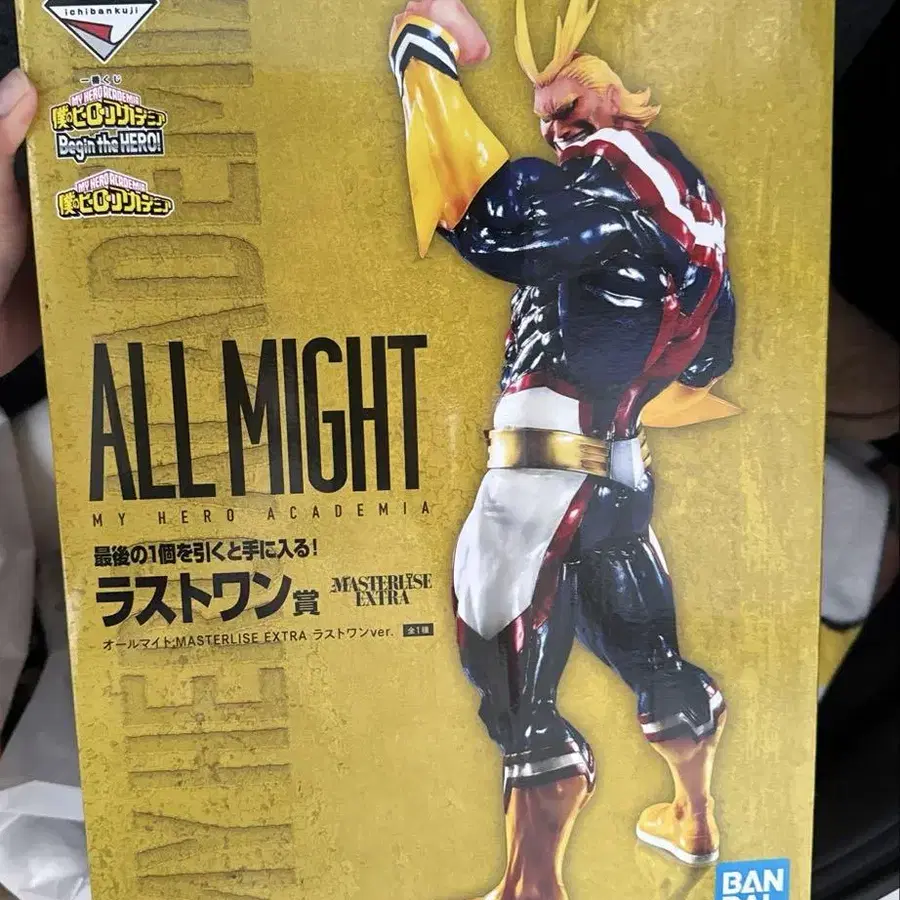 ichibankuji
一番くじ
MY HERO ACADEMIA
僕のヒーローアカデミア
Begin the HERO!
MY HERO ACADEMIA
僕のヒーローアカデミア
ALL MIGHT
MY HERO ACADEMIA
最後の1個を引くと手に入る!
ラストワン賞
MASTERLISE
EXTRA
オールマイト;MASTERLISE EXTRA ラストワンver. 全1種
BAN
DAI